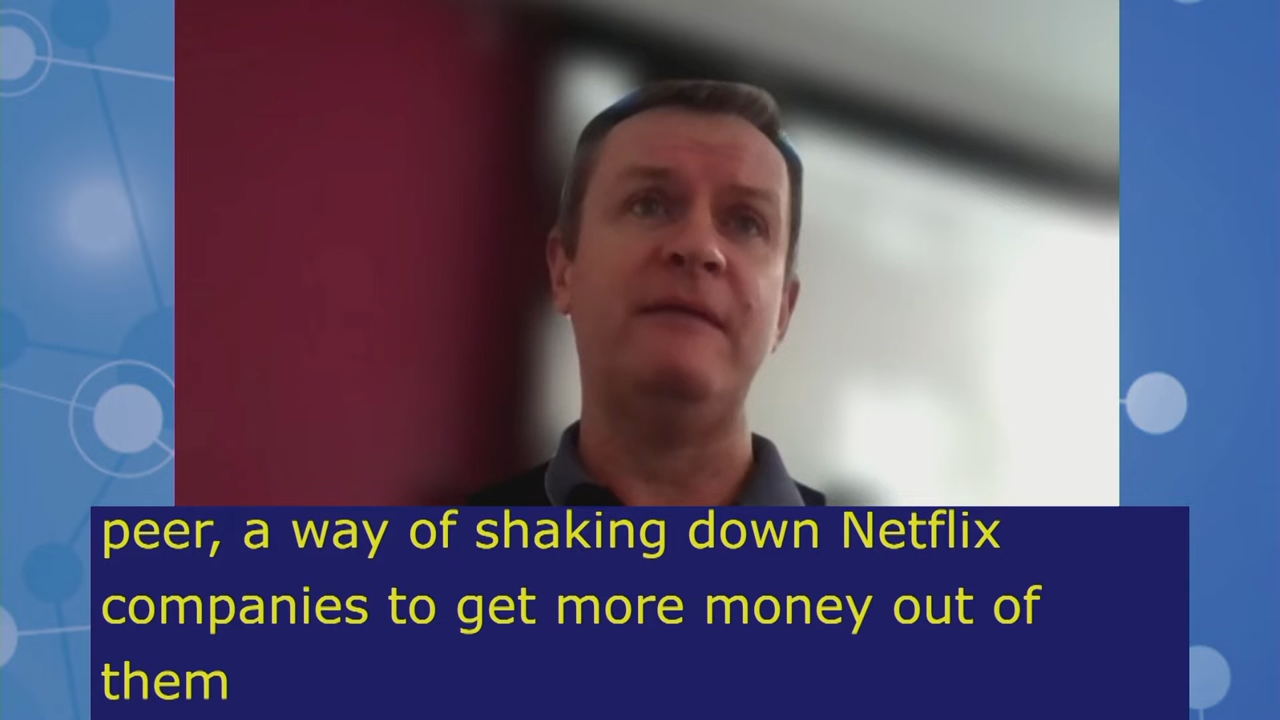 peer, a way of shaking down Netflix
companies to get more money out of
them